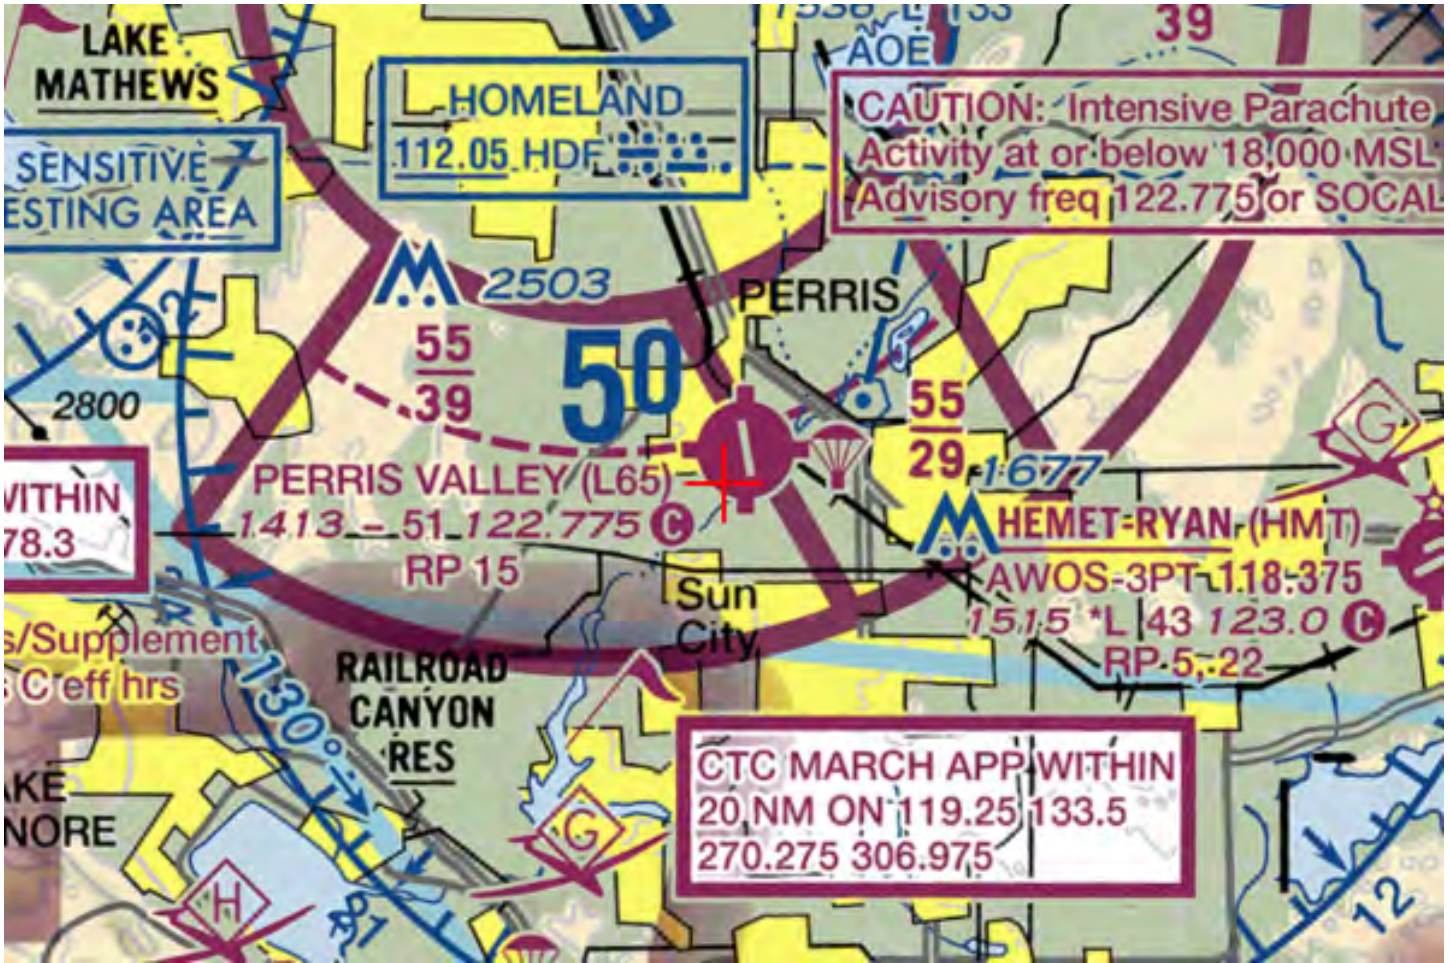 LAKE
MATHEWS
HOMELAND
112.05 HDF
AOE
39
CAUTION: Intensive Parachute
Activity at or below 18,000 MSL
Advisory freq 122.775 or SOCAL
SENSITIVE
ESTING AREA
2503
PERRIS
55
39
50
2800
55
29
1677
G
WITHIN
78.3
PERRIS VALLEY (L65)
1413 - 51 122.775 C
RP 15
HEMET-RYAN (HMT)
AWOS-3PT 118.375
1515 *L 43 123.0 C
RP 5, 22
Sun
City
s/Supplement
C eff hrs
130°
RAILROAD
CANYON
RES
CTC MARCH APP WITHIN
20 NM ON 119.25 133.5
270.275 306.975
AKE
NORE
G
H
12